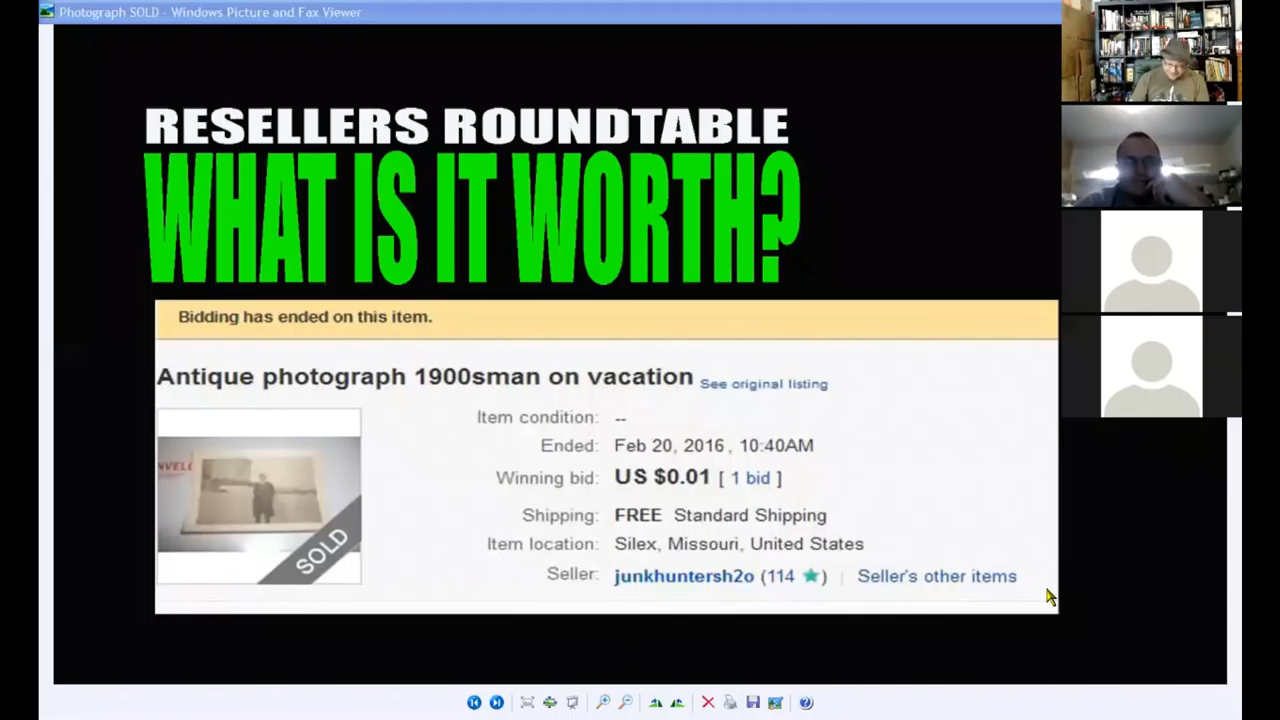 Photograph SOLD - Windows Picture and Fax Viewer
RESELLERS ROUNDTABLE
WHAT IS IT WORTH?
Bidding has ended on this item.
Antique photograph 1900sman on vacation See original listing
Item condition: --
Ended: Feb 20, 2016 , 10:40AM
Winning bid: US $0.01 [ 1 bid ]
Shipping: FREE Standard Shipping
Item location: Silex, Missouri, United States
Seller: junkhuntersh2o (114 ★) | Seller's other items
SOLD